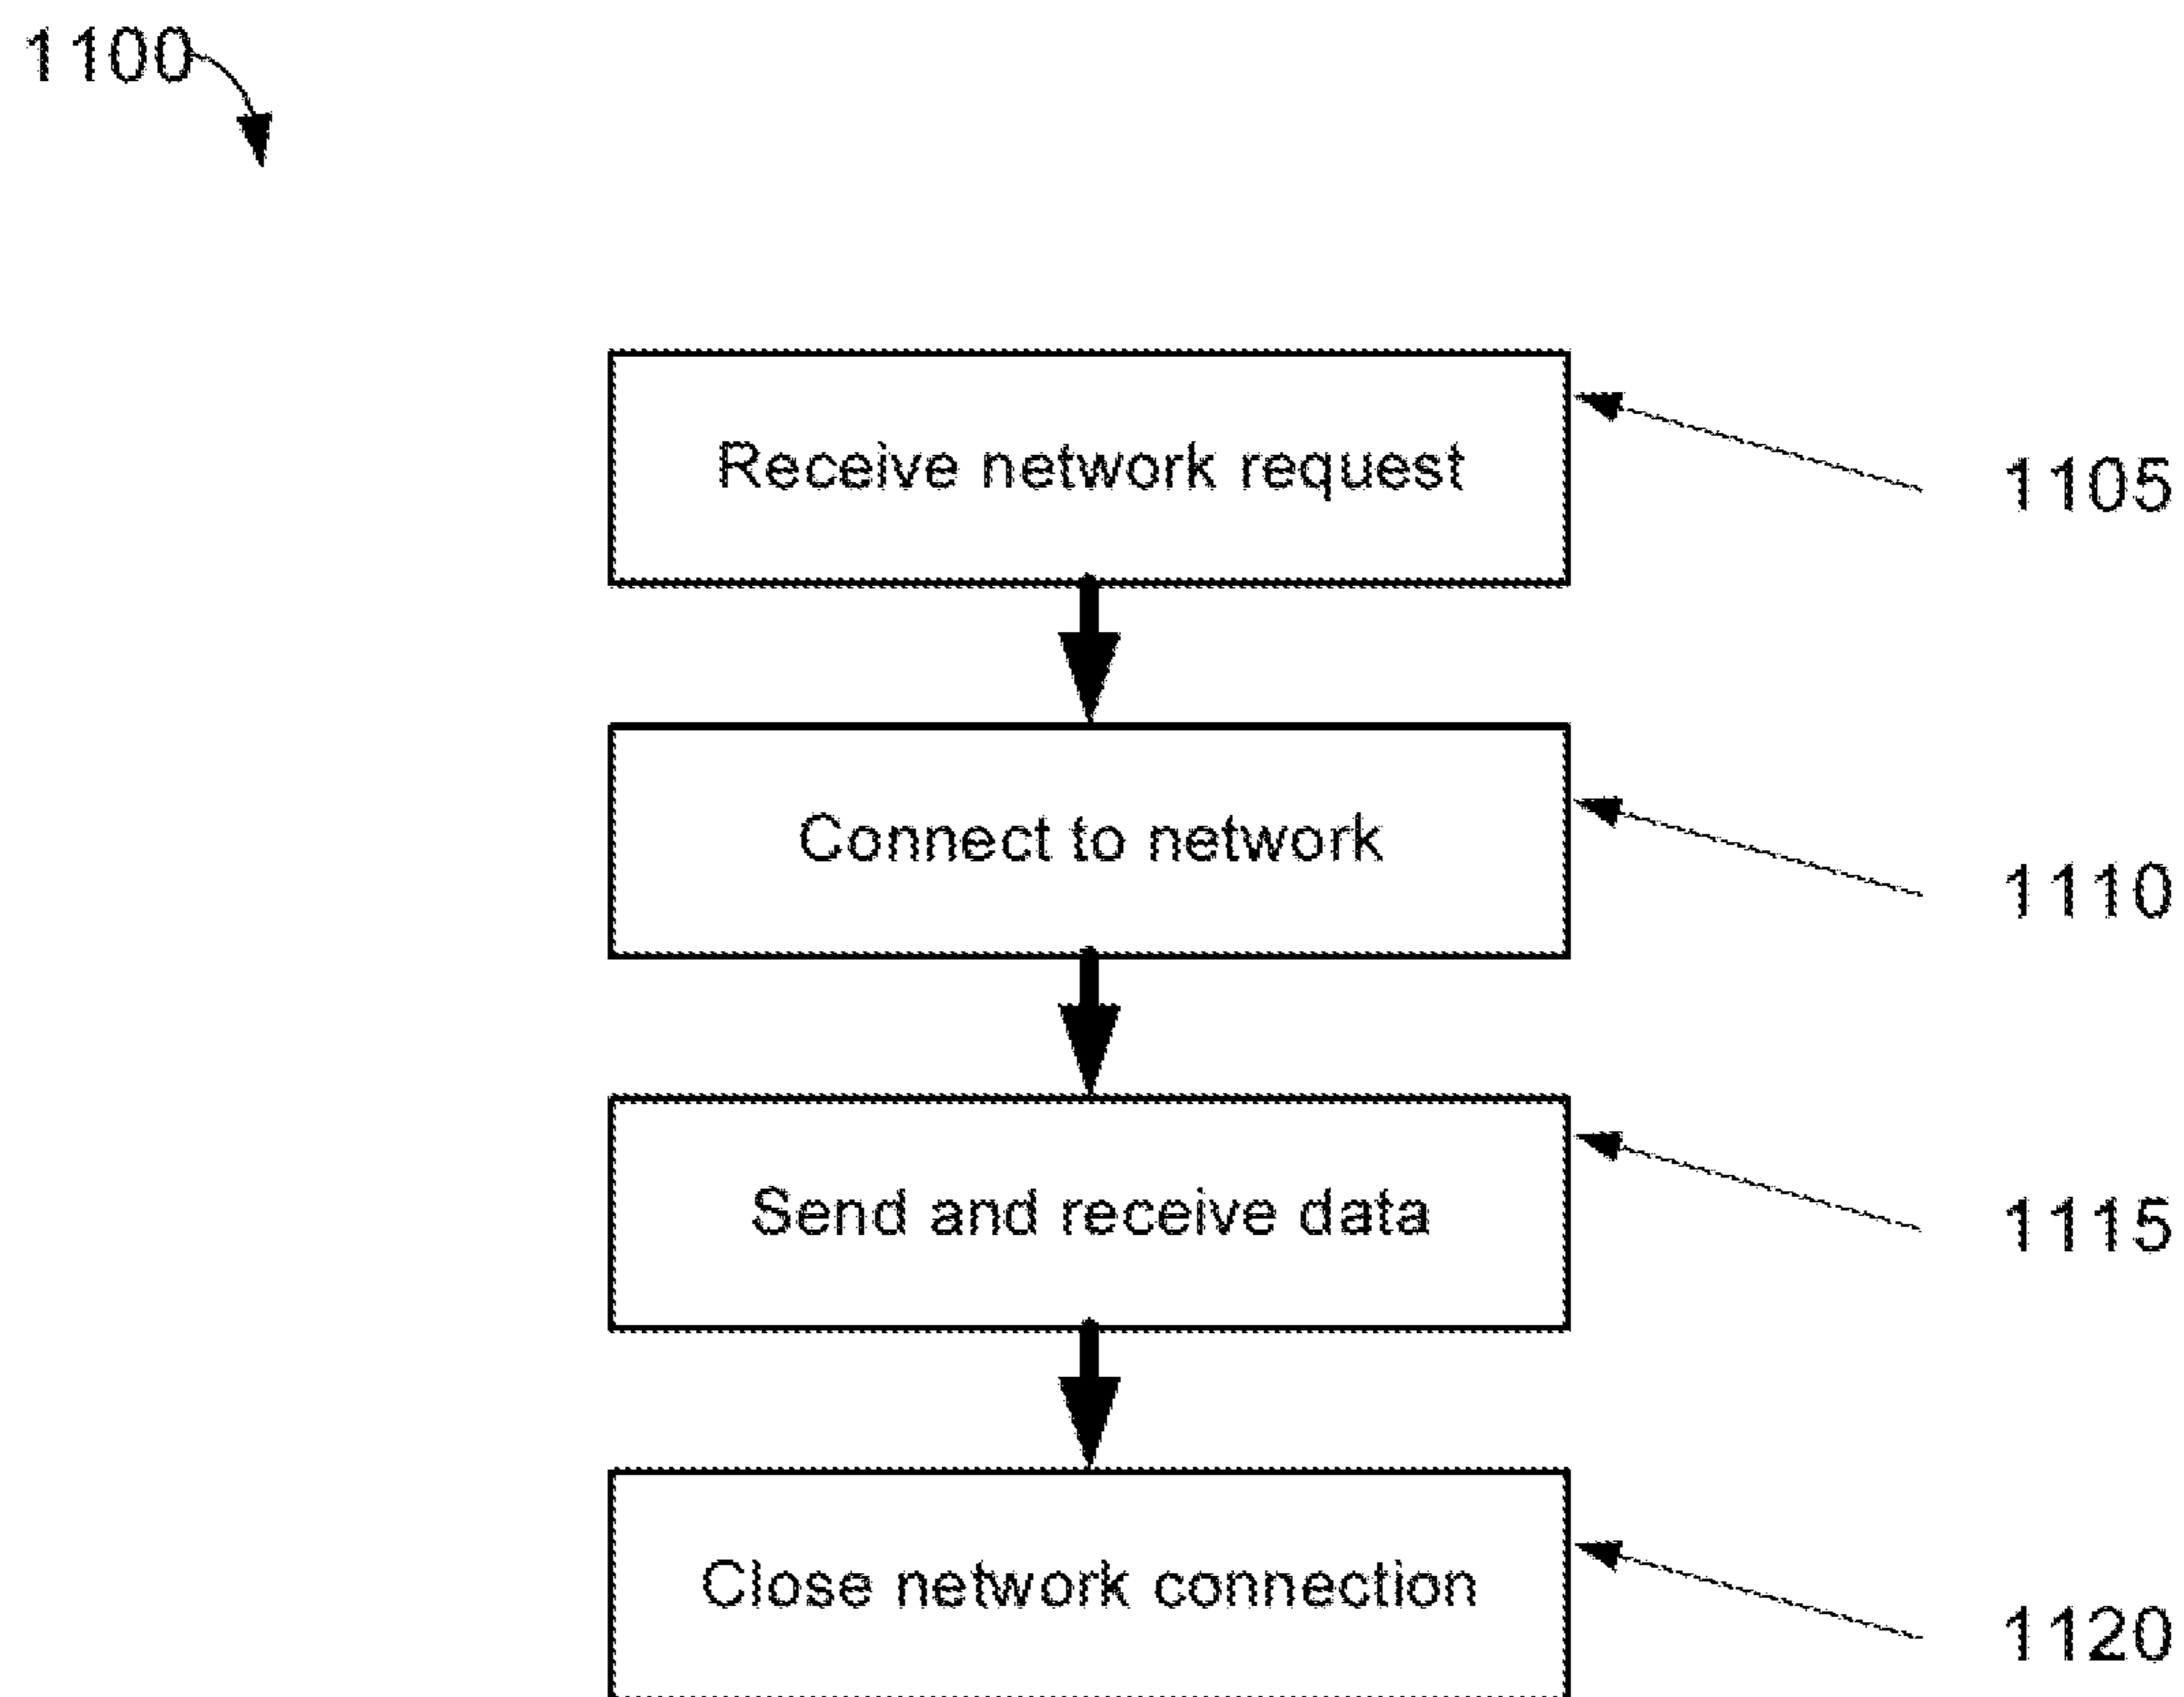 1100
Receive network request
1105
Connect to network
1110
Send and receive data
1115
Close network connection
1120